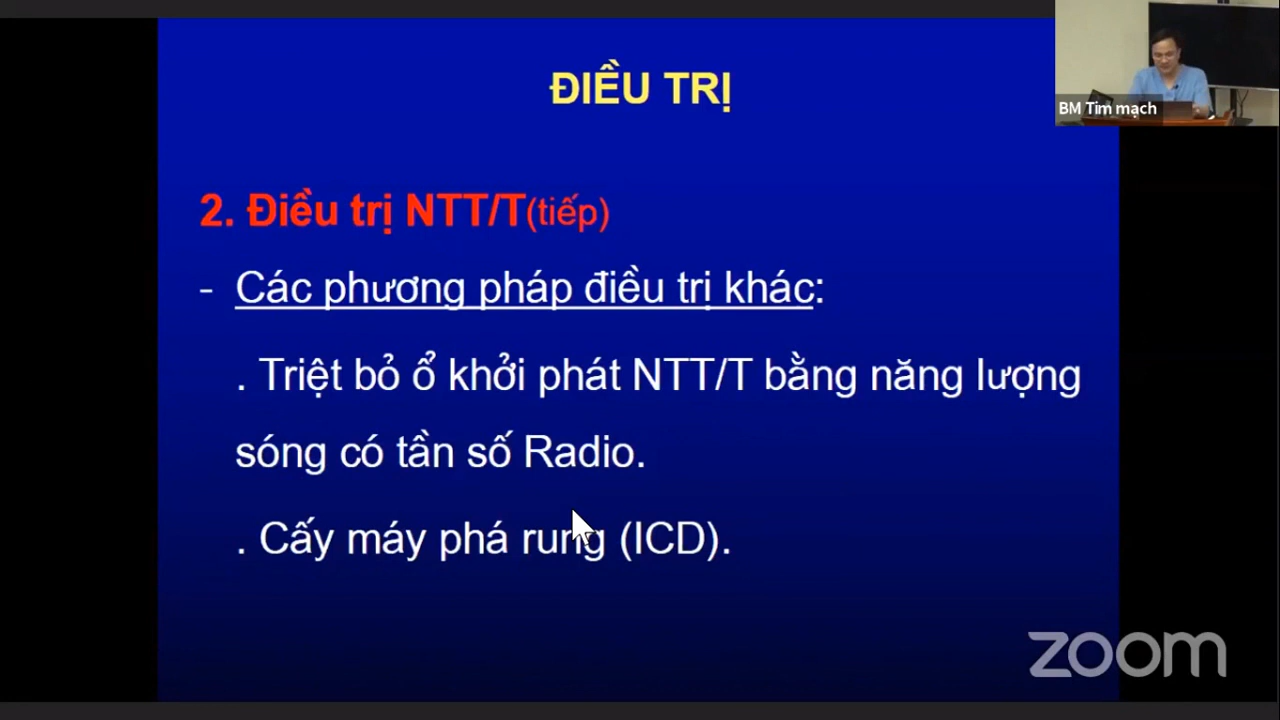 ĐIỀU TRỊ
BM Tim mạch
2. Điều trị NTT/T(tiếp)
- Các phương pháp điều trị khác:
. Triệt bỏ ổ khởi phát NTT/T bằng năng lượng
sóng có tần số Radio.
. Cấy máy phá rung (ICD).
zoom